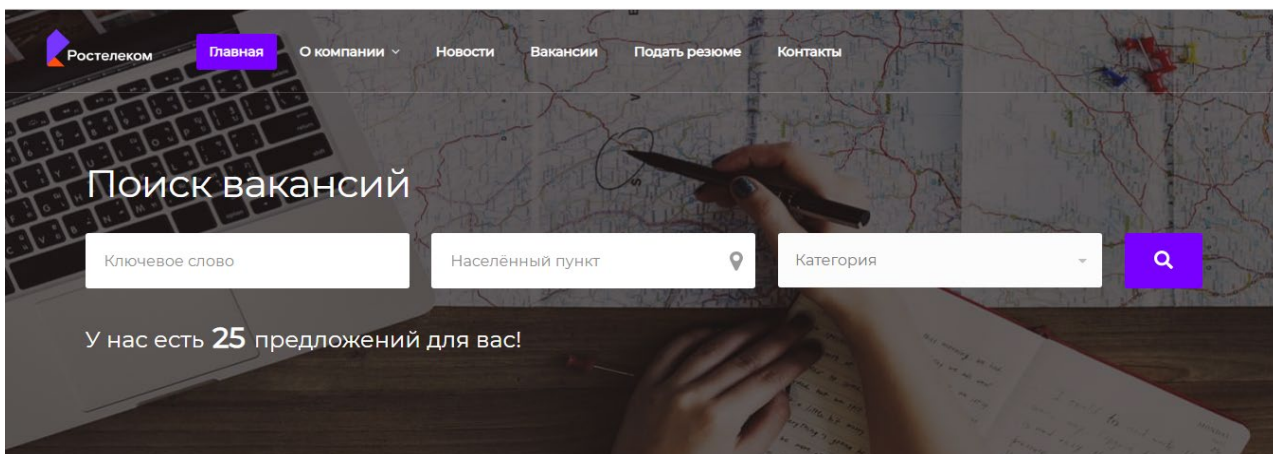 Ростелеком Главная О компании Новости Вакансии Подать резюме Контакты
Поиск вакансий
Ключевое слово Населённый пункт Категория
У нас есть 25 предложений для вас!